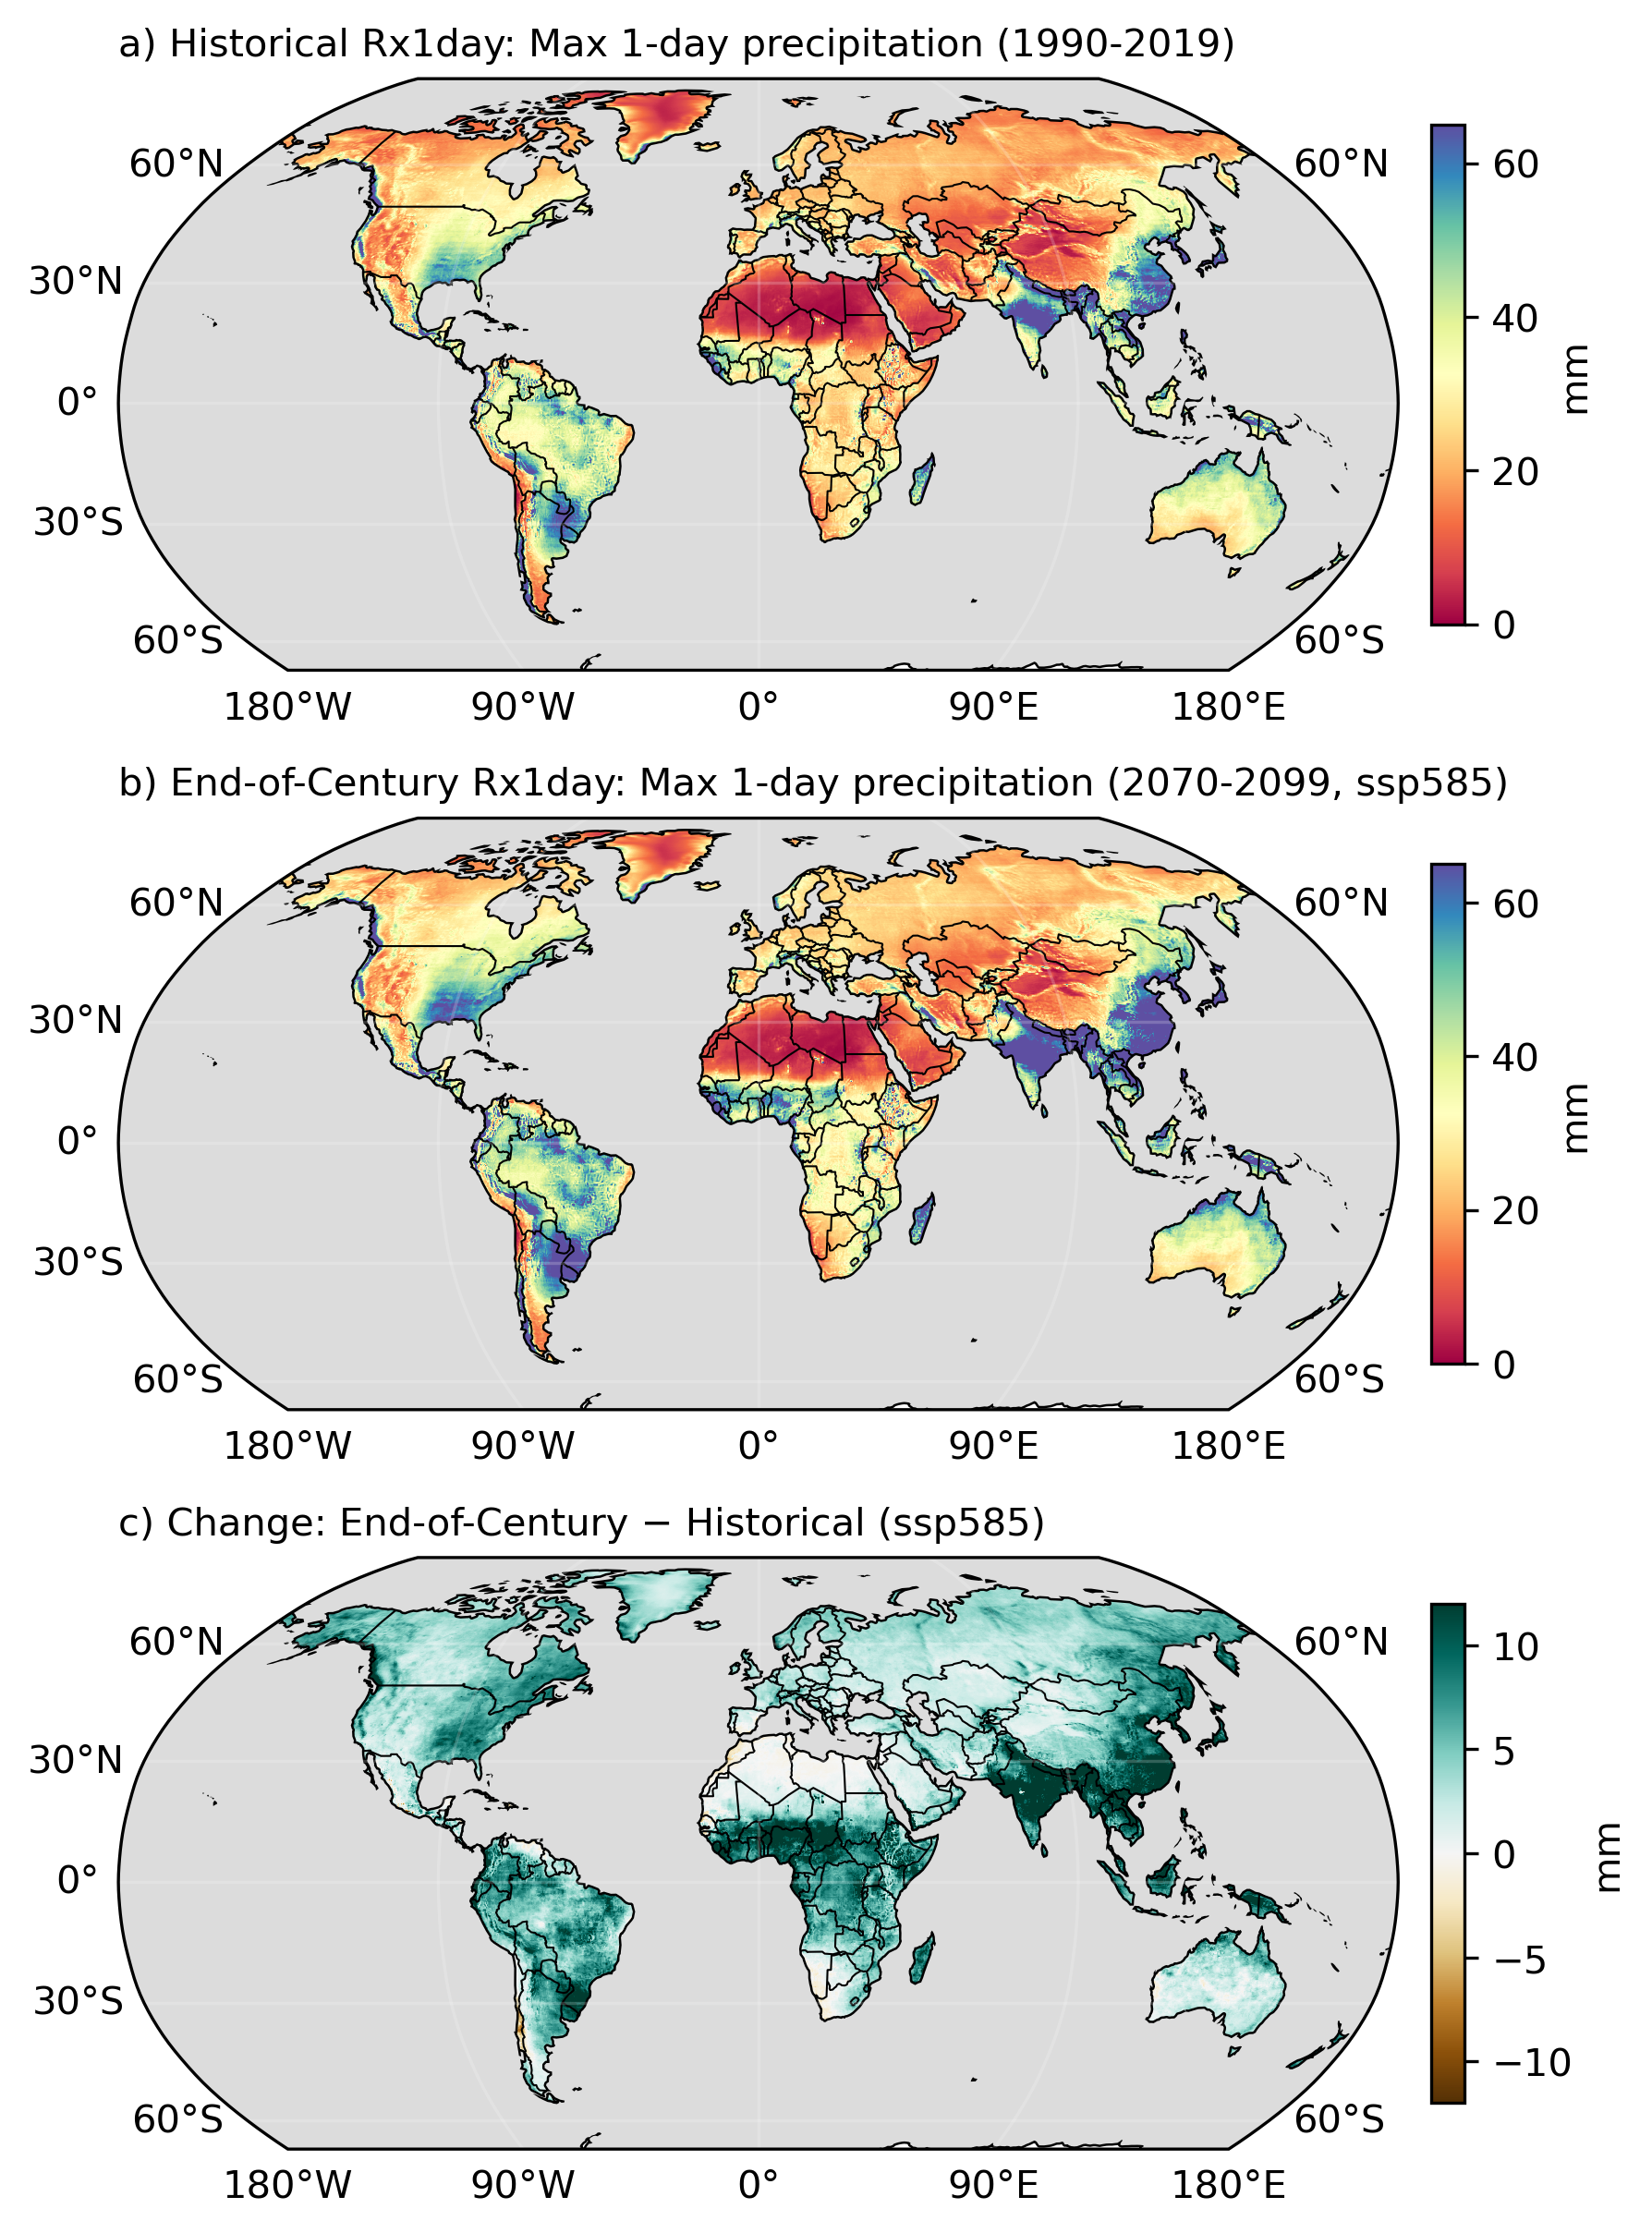 a) Historical Rx1day: Max 1-day precipitation (1990-2019)
60°N 60°N
30°N
0°
30°S
60°S 60°S
180°W 90°W 0° 90°E 180°E
60
40
20
0
mm
b) End-of-Century Rx1day: Max 1-day precipitation (2070-2099, ssp585)
60°N 60°N
30°N
0°
30°S
60°S 60°S
180°W 90°W 0° 90°E 180°E
60
40
20
0
mm
c) Change: End-of-Century − Historical (ssp585)
60°N 60°N
30°N
0°
30°S
60°S 60°S
180°W 90°W 0° 90°E 180°E
10
5
0
−5
−10
mm